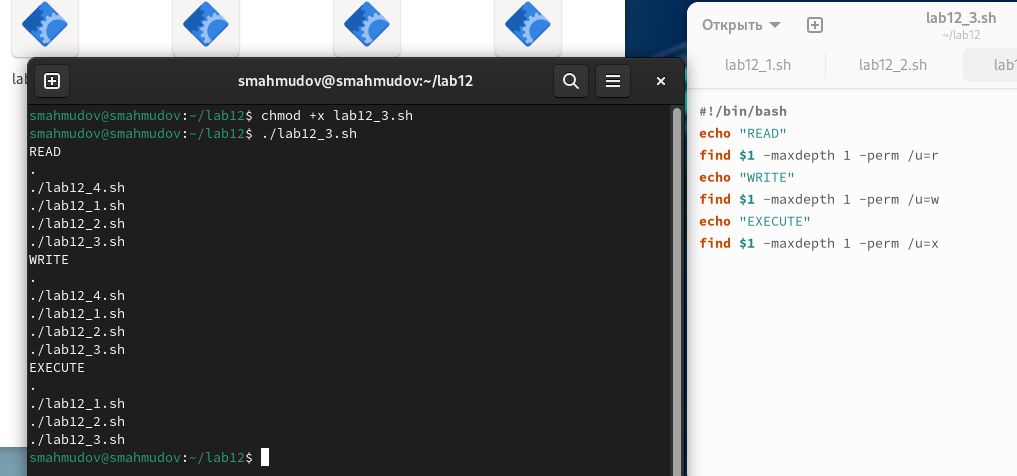 lab
smahmudov@smahmudov:~/lab12
smahmudov@smahmudov:~/lab12$ chmod +x lab12_3.sh
smahmudov@smahmudov:~/lab12$ ./lab12_3.sh
READ
.
./lab12_4.sh
./lab12_1.sh
./lab12_2.sh
./lab12_3.sh
WRITE
.
./lab12_4.sh
./lab12_1.sh
./lab12_2.sh
./lab12_3.sh
EXECUTE
.
./lab12_1.sh
./lab12_2.sh
./lab12_3.sh
smahmudov@smahmudov:~/lab12$
Открыть
lab12_3.sh
~/lab12
lab12_1.sh lab12_2.sh lab1
#!/bin/bash
echo "READ"
find $1 -maxdepth 1 -perm /u=r
echo "WRITE"
find $1 -maxdepth 1 -perm /u=w
echo "EXECUTE"
find $1 -maxdepth 1 -perm /u=x